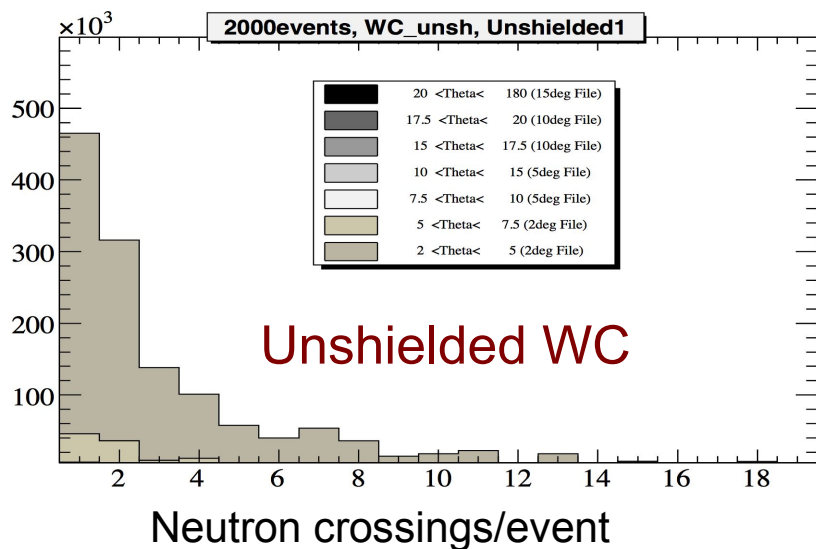 2000events, WC_unsh, Unshielded1
×10³
20 <Theta< 180 (15deg File)
17.5 <Theta< 20 (10deg File)
15 <Theta< 17.5 (10deg File)
10 <Theta< 15 (5deg File)
7.5 <Theta< 10 (5deg File)
5 <Theta< 7.5 (2deg File)
2 <Theta< 5 (2deg File)
500
400
300
200
100
Unshielded WC
2 4 6 8 10 12 14 16 18
Neutron crossings/event